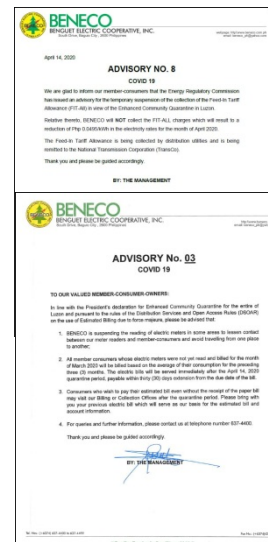 BENECO
BENGUET ELECTRIC COOPERATIVE, INC.
South Drive, Baguio City, 2600 Philippines
April 14, 2020
ADVISORY NO. 8
COVID 19
We are glad to inform our member-consumers that the Energy Regulatory Commission
has issued an advisory for the temporary suspension of the collection of the Feed-In Tariff
Allowance (FIT-All) in view of the Enhanced Community Quarantine in Luzon.
Relative thereto, BENECO will NOT collect the FIT-ALL charges which will result to a
reduction of Php 0.0495/kWh in the electricity rates for the month of April 2020.
The Feed-In Tariff Allowance is being collected by distribution utilities and is being
remitted to the National Transmission Corporation (TransCo).
Thank you and please be guided accordingly.
BY: THE MANAGEMENT
BENECO
BENGUET ELECTRIC COOPERATIVE, INC.
South Drive, Baguio City, 2600 Philippines
ADVISORY No. 03
COVID 19
TO OUR VALUED MEMBER-CONSUMER-OWNERS:
In line with the President's declaration for Enhanced Community Quarantine for the entire of
Luzon and pursuant to the rules of the Distribution Services and Open Access Rules (DSOAR)
on the use of Estimated Billing due to force majeure, please be advised that:
1. BENECO is suspending the reading of electric meters in some areas to lessen contact
between our meter readers and member-consumers and avoid travelling from one place
to another;
2. All member consumers whose electric meters were not yet read and billed for the month
of March 2020 will be billed based on the average of their consumption for the preceding
three (3) months. The electric bills will be served immediately after the April 14, 2020
quarantine period, payable within thirty (30) days extension from the due date of the bill.
3. Consumers who wish to pay their estimated bill even without the receipt of the paper bill
may visit our Billing or Collection Offices after the quarantine period. Please bring with
you your previous electric bill which will serve as our basis for the estimated bill and
account information.
4. For queries and further information, please contact us at telephone number 637-4400.
Thank you and please be guided accordingly.
BY: THE MANAGEMENT